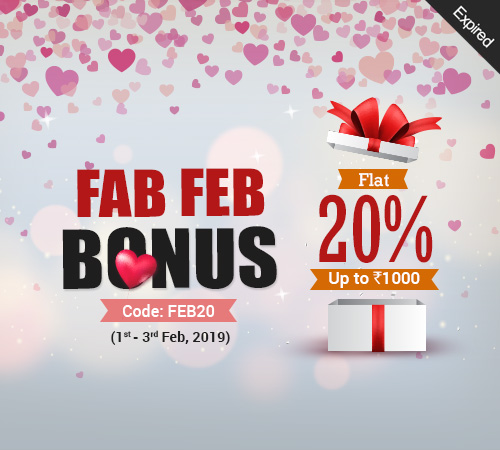 Expired
FAB FEB
BONUS
Code: FEB20
(1st - 3rd Feb, 2019)
Flat
20%
Up to ₹1000